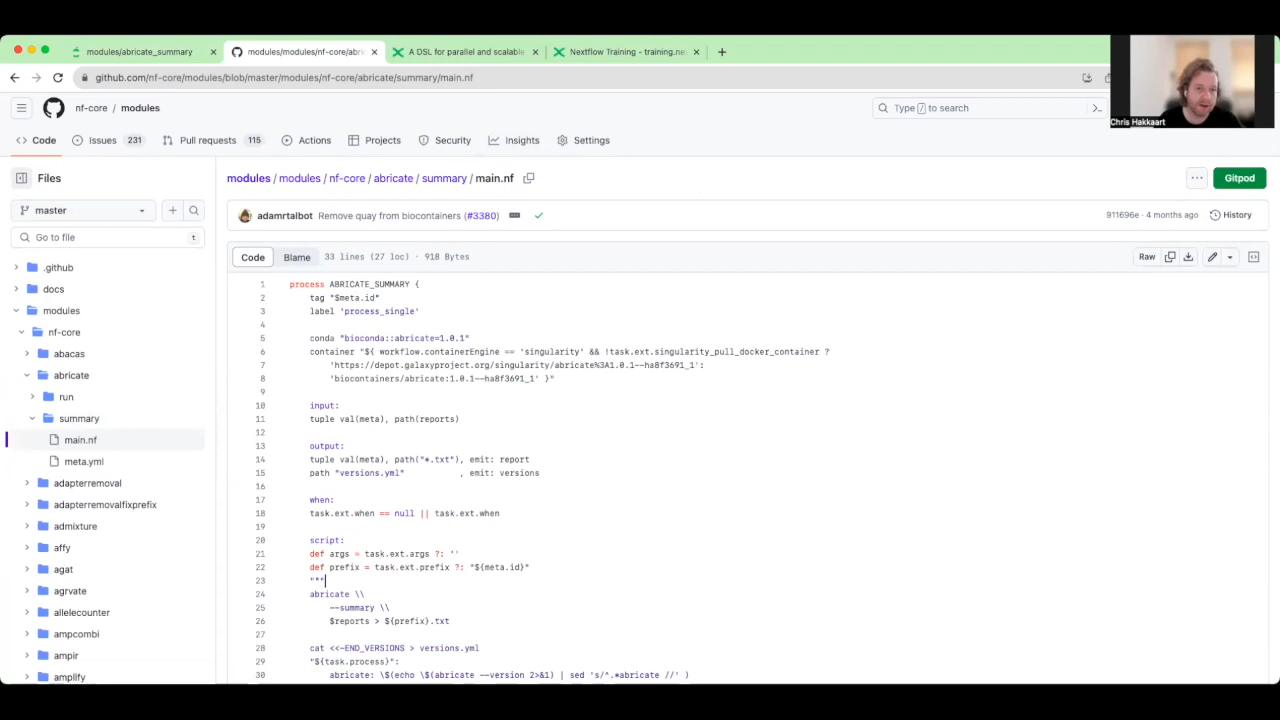 modules/abricate_summary
modules/modules/nf-core/abric
A DSL for parallel and scalable
Nextflow Training - training.ne
github.com/nf-core/modules/blob/master/modules/nf-core/abricate/summary/main.nf
Chris Hakkaart
nf-core / modules
Type / to search
Code
Issues 231
Pull requests 115
Actions
Projects
Security
Insights
Settings
Files
modules / modules / nf-core / abricate / summary / main.nf
Gitpod
master
adamrtalbot Remove quay from biocontainers (#3380)
911696e · 4 months ago
History
Go to file t
Code Blame 33 lines (27 loc) · 918 Bytes
Raw
.github
docs
modules
nf-core
abacas
abricate
run
summary
main.nf
meta.yml
adapterremoval
adapterremovalfixprefix
admixture
affy
agat
agrvate
allelecounter
ampcombi
ampir
amplify
1 process ABRICATE_SUMMARY {
2 tag "$meta.id"
3 label 'process_single'
4
5 conda "bioconda::abricate=1.0.1"
6 container "${ workflow.containerEngine == 'singularity' && !task.ext.singularity_pull_docker_container ?
7 'https://depot.galaxyproject.org/singularity/abricate%3A1.0.1--ha8f3691_1':
8 'biocontainers/abricate:1.0.1--ha8f3691_1' }"
9
10 input:
11 tuple val(meta), path(reports)
12
13 output:
14 tuple val(meta), path("*.txt"), emit: report
15 path "versions.yml" , emit: versions
16
17 when:
18 task.ext.when == null || task.ext.when
19
20 script:
21 def args = task.ext.args ?: ''
22 def prefix = task.ext.prefix ?: "${meta.id}"
23 """
24 abricate \\
25 --summary \\
26 $reports > ${prefix}.txt
27
28 cat <<-END_VERSIONS > versions.yml
29 "${task.process}":
30 abricate: \$(echo \$(abricate --version 2>&1) | sed 's/^.*abricate //' )